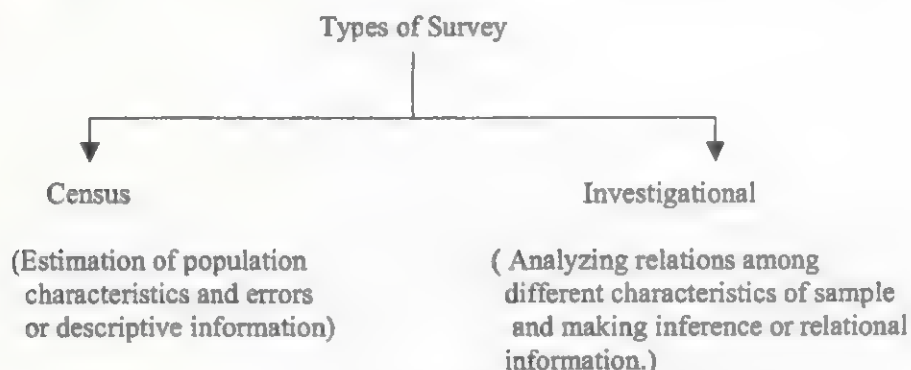 Types of Survey
Census
Investigational
(Estimation of population
characteristics and errors
or descriptive information)
( Analyzing relations among
different characteristics of sample
and making inference or relational
information.)